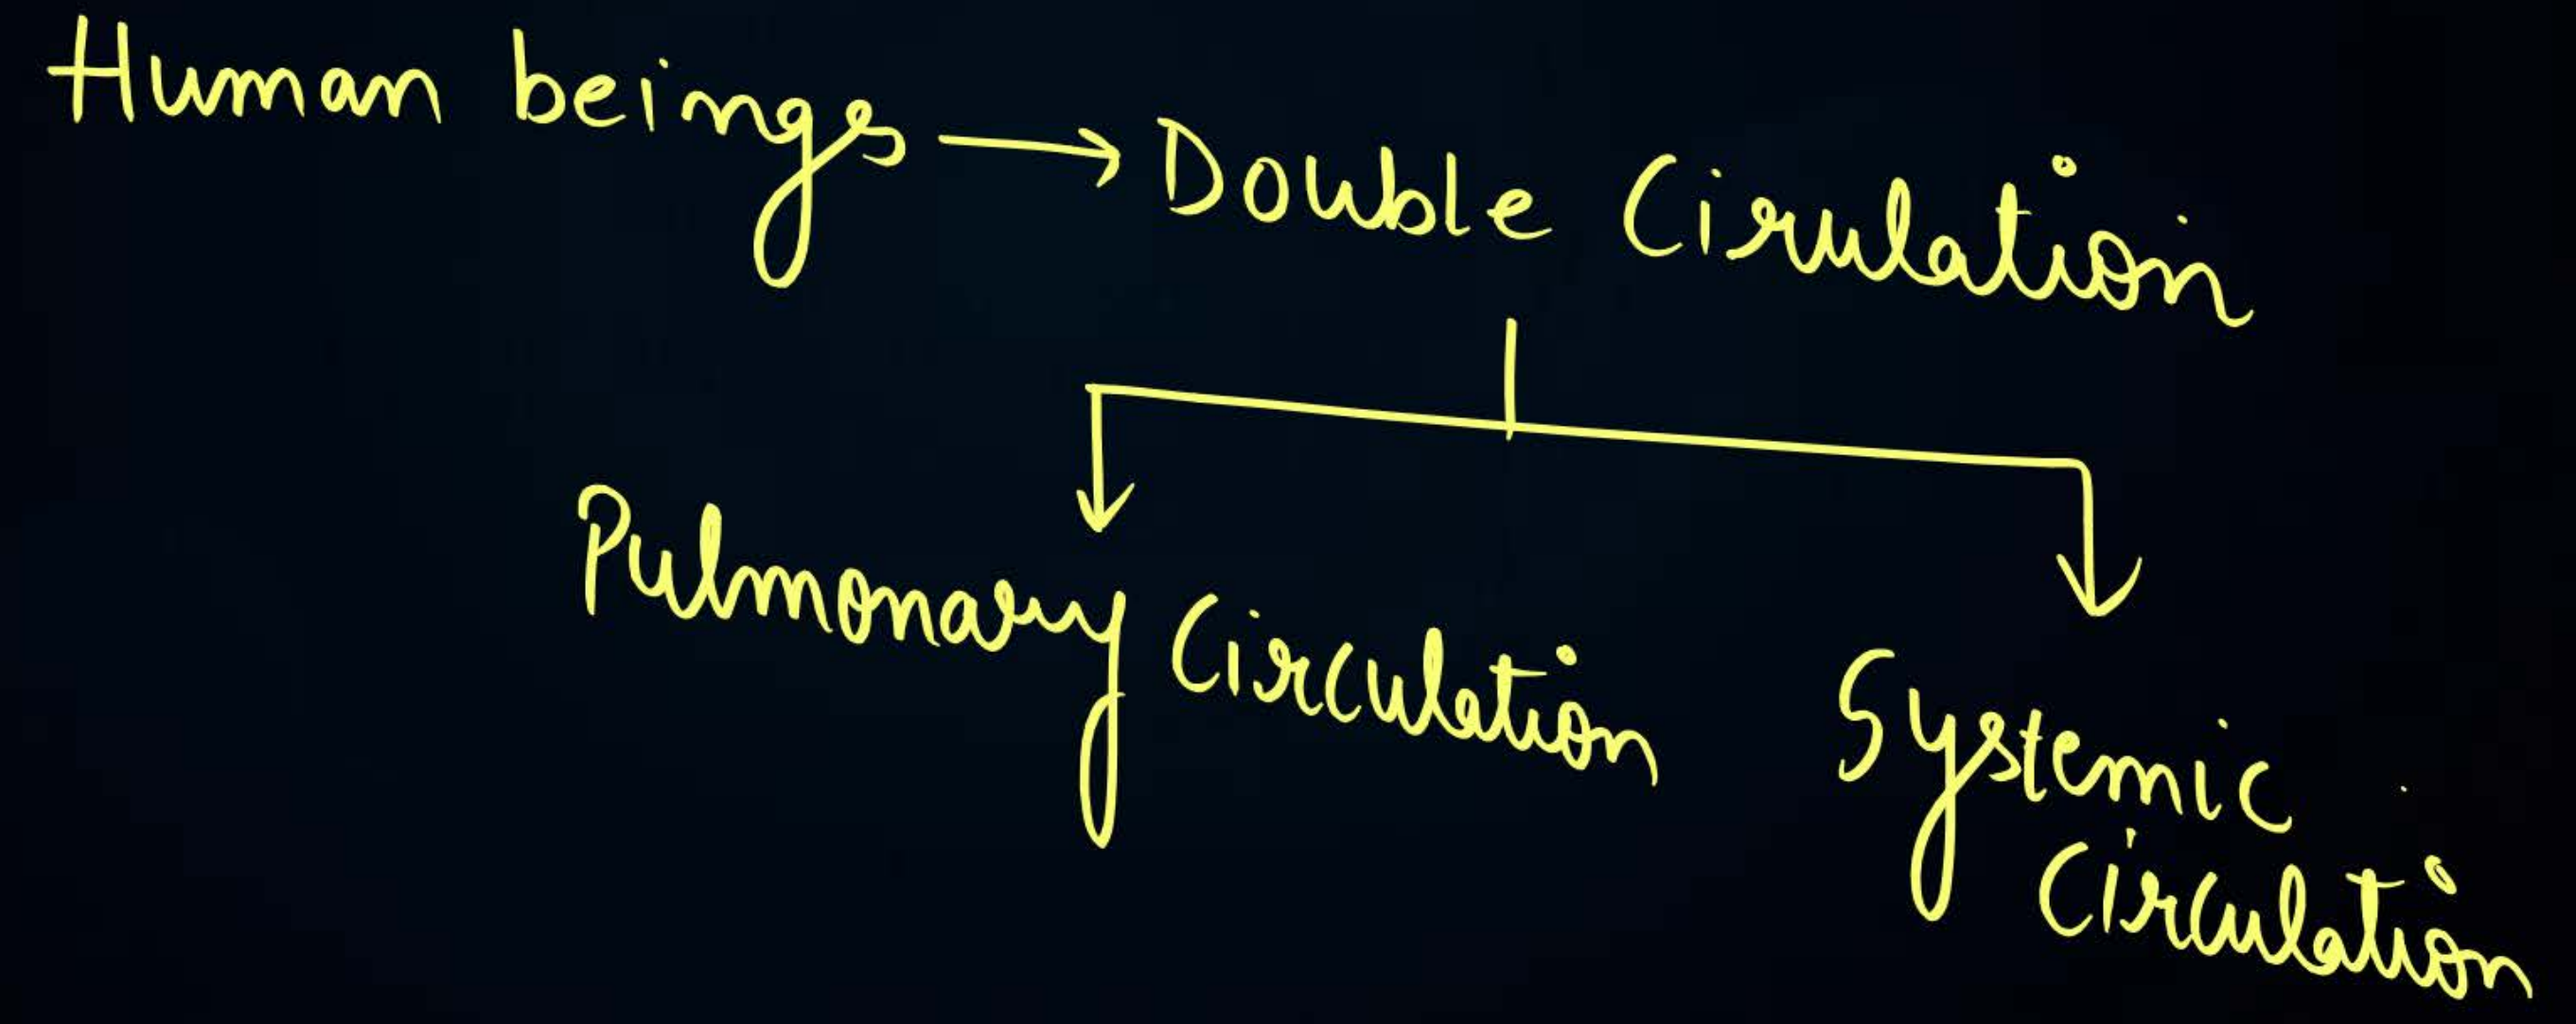 Human beings → Double Cirulation
Pulmonary Circulation
Systemic
Circulation